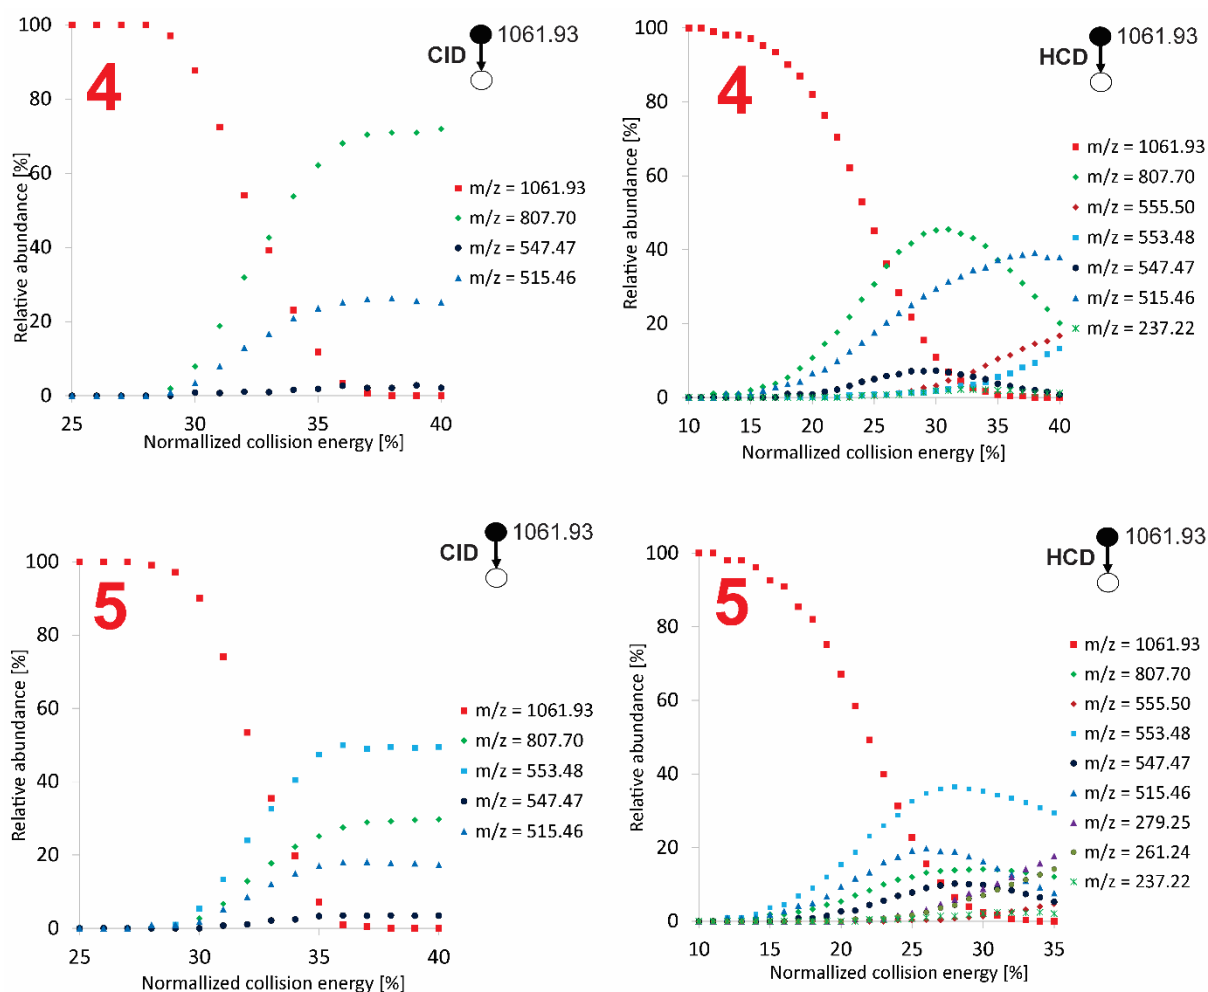 100
80
60
40
20
0
Relative abundance [%]
4
CID
1061.93
m/z = 1061.93
m/z = 807.70
m/z = 547.47
m/z = 515.46
25
30
35
40
Normallized collision energy [%]
100
80
60
40
20
0
Relative abundance [%]
4
HCD
1061.93
m/z = 1061.93
m/z = 807.70
m/z = 555.50
m/z = 553.48
m/z = 547.47
m/z = 515.46
m/z = 237.22
10
15
20
25
30
35
40
Normallized collision energy [%]
100
80
60
40
20
0
Relative abundance [%]
5
CID
1061.93
m/z = 1061.93
m/z = 807.70
m/z = 553.48
m/z = 547.47
m/z = 515.46
25
30
35
40
Normallized collision energy [%]
100
80
60
40
20
0
Relative abundance [%]
5
HCD
1061.93
m/z = 1061.93
m/z = 807.70
m/z = 555.50
m/z = 553.48
m/z = 547.47
m/z = 515.46
m/z = 279.25
m/z = 261.24
m/z = 237.22
10
15
20
25
30
35
Normallized collision energy [%]